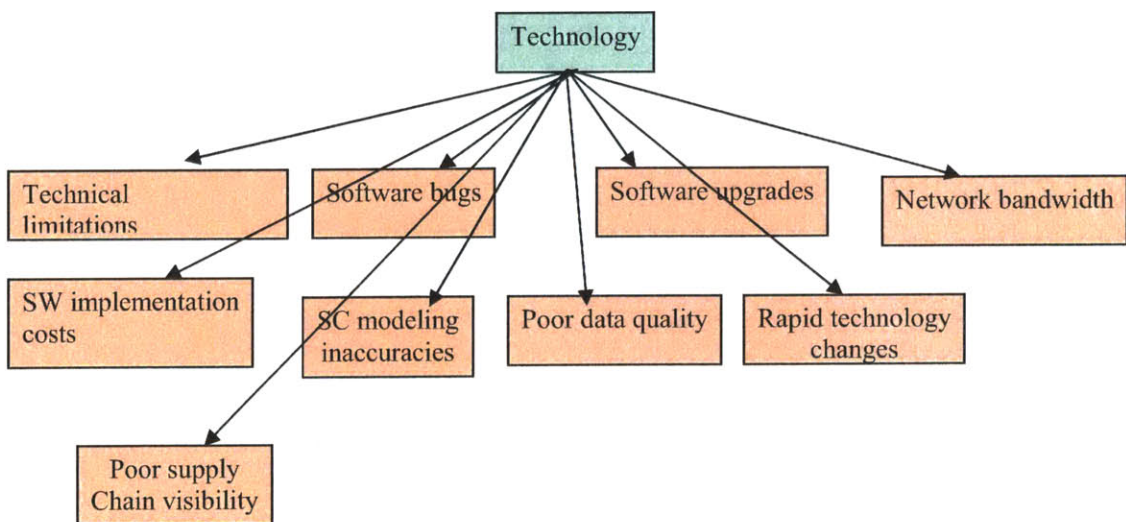 Technology
Technical
limitations
Software bugs
Software upgrades
Network bandwidth
SW implementation
costs
SC modeling
inaccuracies
Poor data quality
Rapid technology
changes
Poor supply
Chain visibility